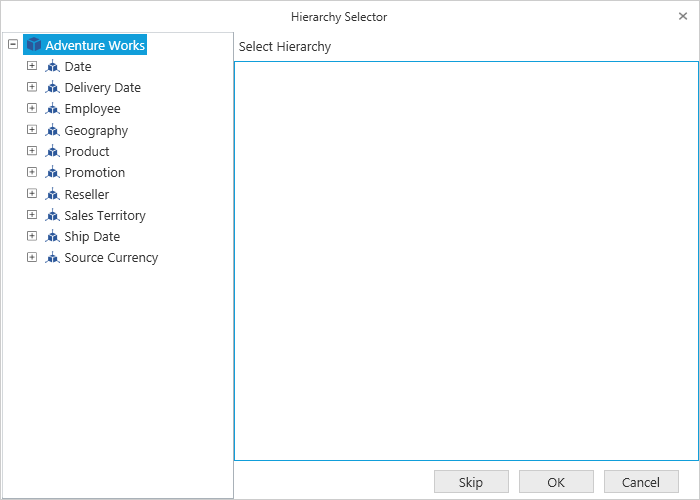 Hierarchy Selector
Adventure Works
Date
Delivery Date
Employee
Geography
Product
Promotion
Reseller
Sales Territory
Ship Date
Source Currency
Select Hierarchy
Skip
OK
Cancel